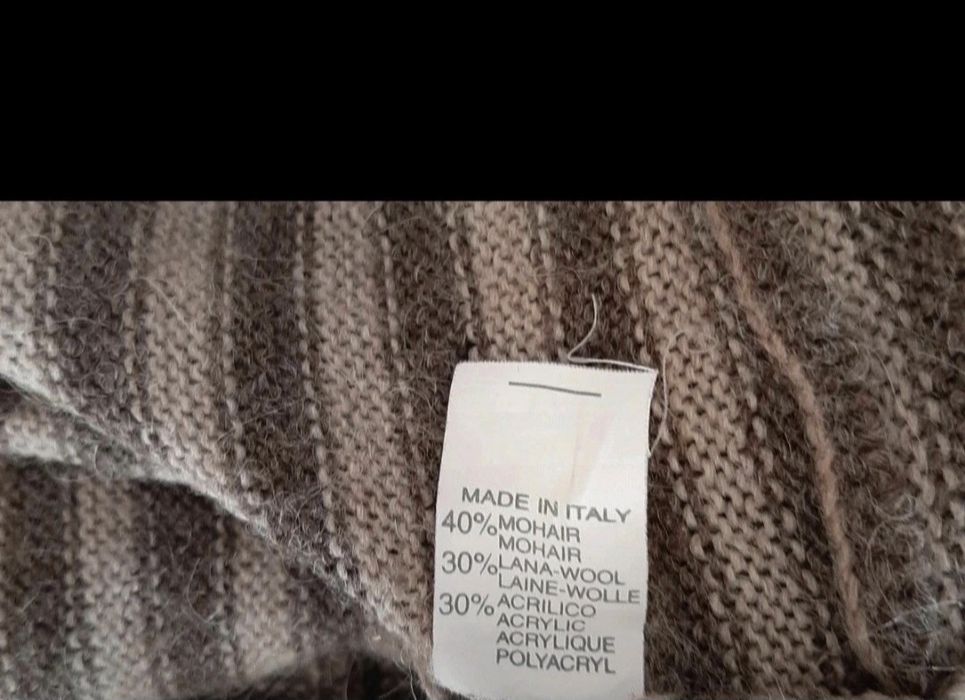 MADE IN ITALY
40% MOHAIR
MOHAIR
30% LANA-WOOL
LAINE-WOLLE
30% ACRILICO
ACRYLIC
ACRYLIQUE
POLYACRYL